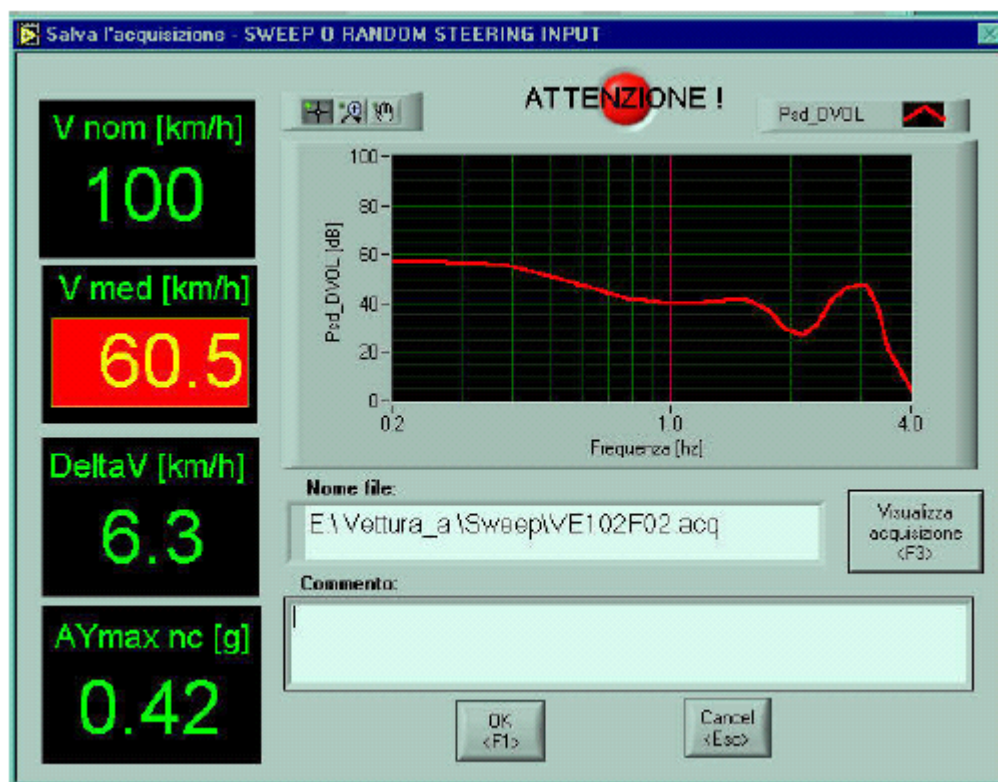 Salva l'acquisizione - SWEEP O RANDOM STEERING INPUT
V nom [km/h]
100
V med [km/h]
60.5
DeltaV [km/h]
6.3
AYmax nc [g]
0.42
ATTENZIONE !
Psd_DVOL
100
80
60
40
20
0
Psd_DVOL [dB]
0.2
1.0
4.0
Frequenza [hz]
Nome file:
E:\Vettura_a\Sweep\VE102F02.acq
Visualizza
acquisizione
<F3>
Commento:
OK
<F1>
Cancel
<Esc>